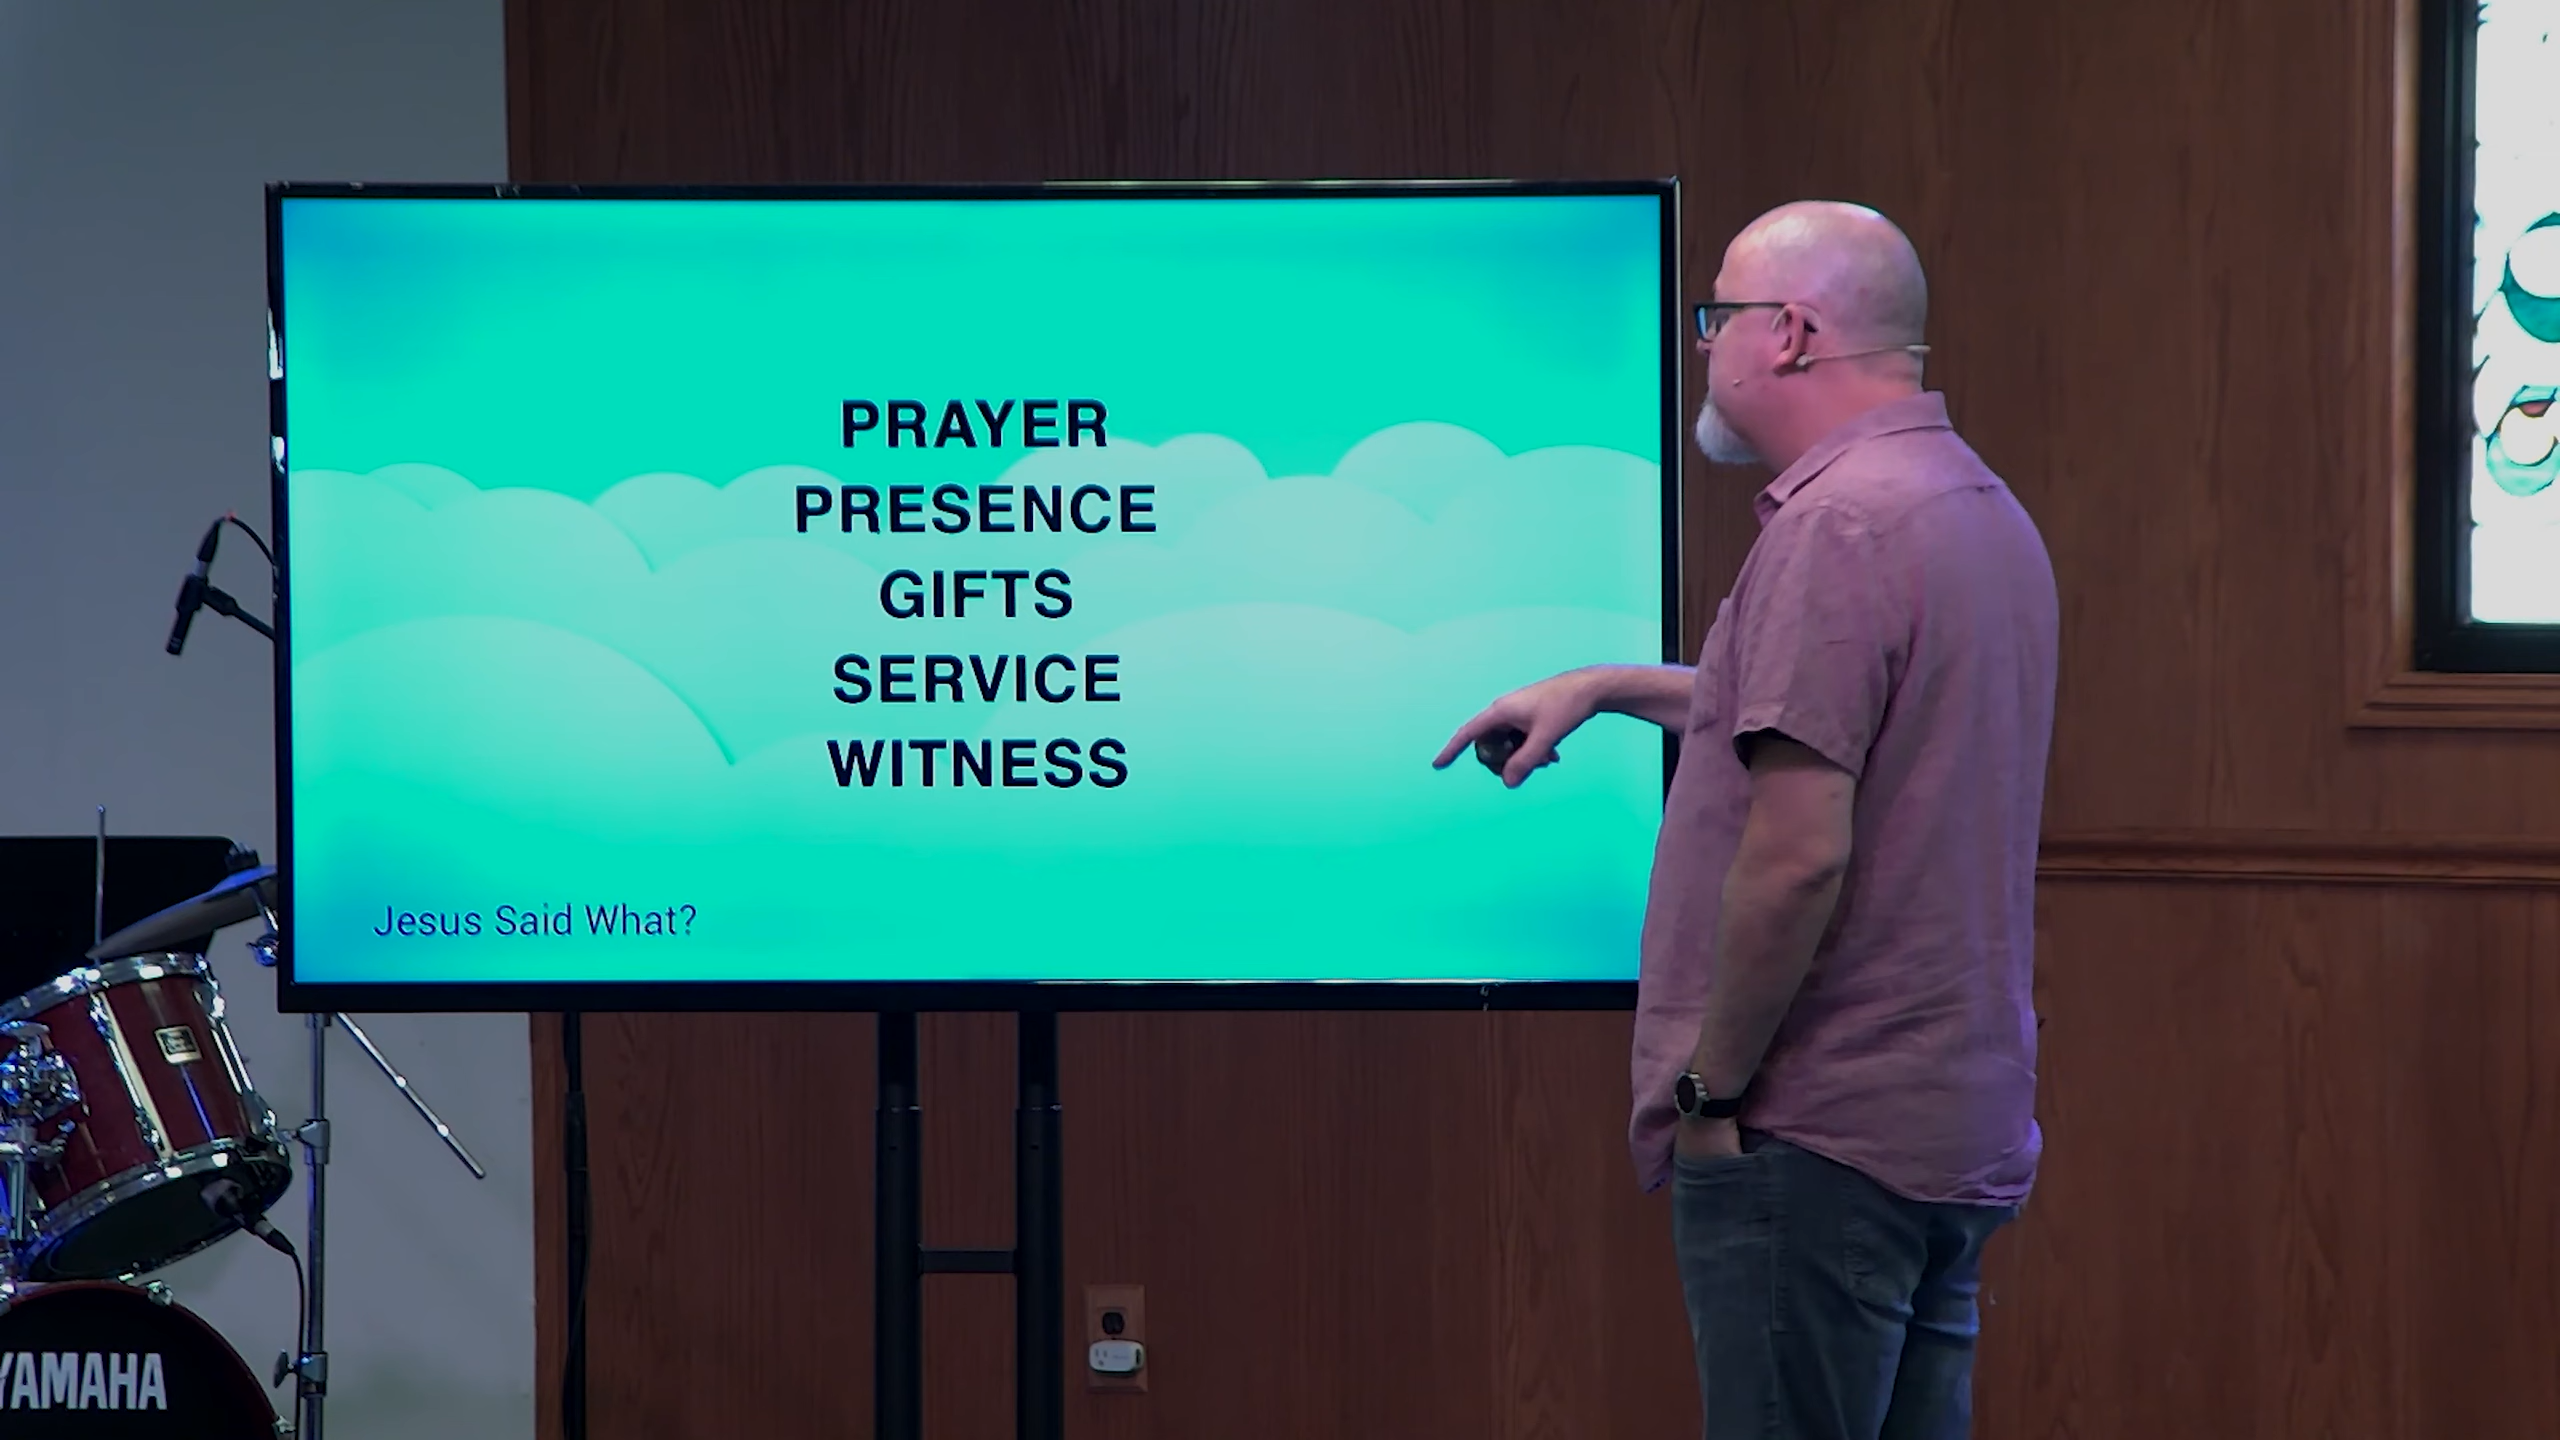 PRAYER
PRESENCE
GIFTS
SERVICE
WITNESS
Jesus Said What?
YAMAHA